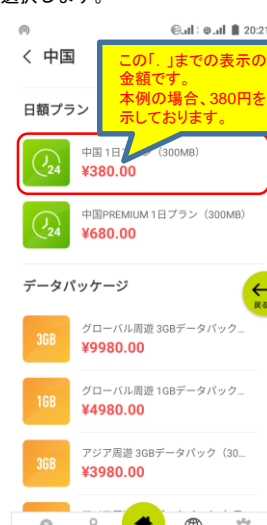 選択します。
20:21
中国
この「．」までの表示の
金額です。
本例の場合、380円を
示しております。
日額プラン
24
中国 1日プ ン（300MB）
¥380.00
24
中国PREMIUM 1日プラン（300MB）
¥680.00
データパッケージ
戻る
3GB
グローバル周遊 3GBデータパック...
¥9980.00
1GB
グローバル周遊 1GBデータパック...
¥4980.00
3GB
アジア周遊 3GBデータパック（30...
¥3980.00